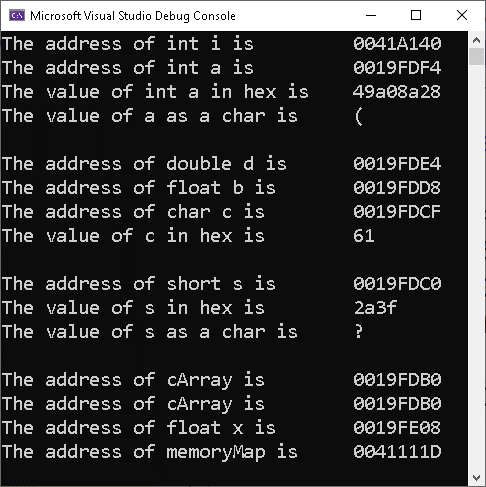 Microsoft Visual Studio Debug Console
The address of int i is 0041A140
The address of int a is 0019FDF4
The value of int a in hex is 49a08a28
The value of a as a char is (
The address of double d is 0019FDE4
The address of float b is 0019FDD8
The address of char c is 0019FDCF
The value of c in hex is 61
The address of short s is 0019FDC0
The value of s in hex is 2a3f
The value of s as a char is ?
The address of cArray is 0019FDB0
The address of cArray is 0019FDB0
The address of float x is 0019FE08
The address of memoryMap is 0041111D